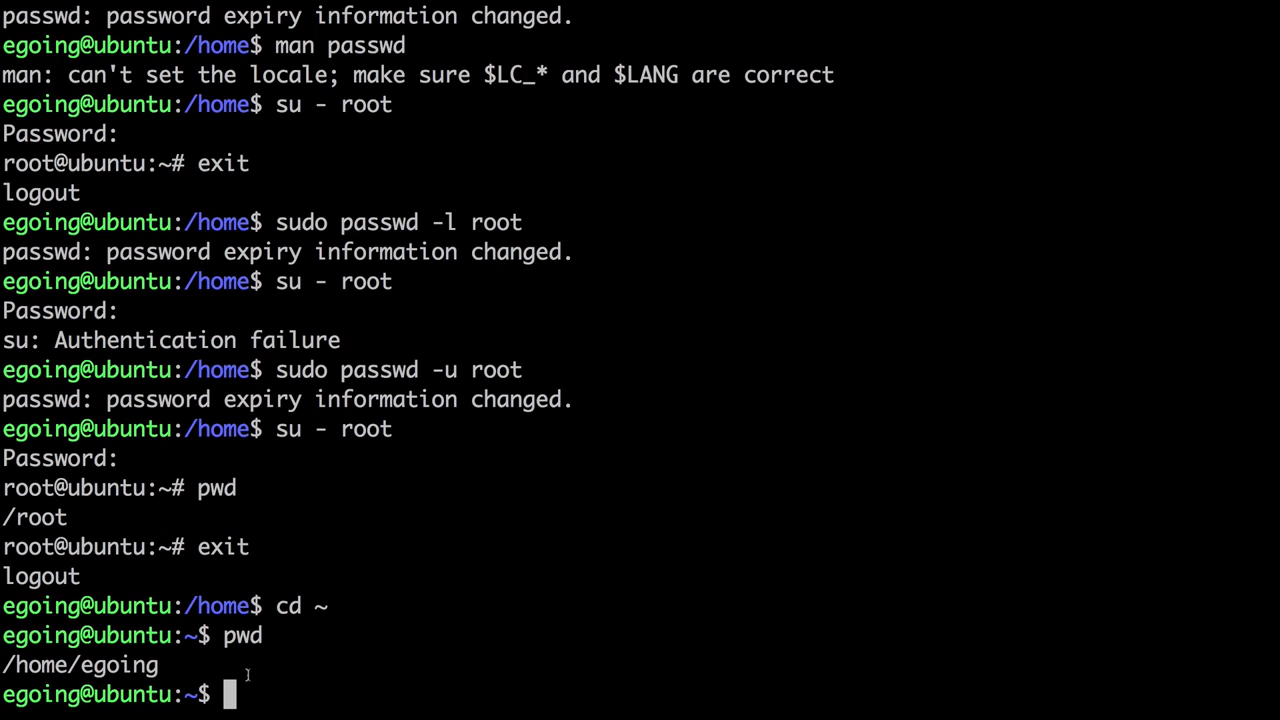 passwd: password expiry information changed.
egoing@ubuntu:/home$ man passwd
man: can't set the locale; make sure $LC_* and $LANG are correct
egoing@ubuntu:/home$ su - root
Password:
root@ubuntu:~# exit
logout
egoing@ubuntu:/home$ sudo passwd -l root
passwd: password expiry information changed.
egoing@ubuntu:/home$ su - root
Password:
su: Authentication failure
egoing@ubuntu:/home$ sudo passwd -u root
passwd: password expiry information changed.
egoing@ubuntu:/home$ su - root
Password:
root@ubuntu:~# pwd
/root
root@ubuntu:~# exit
logout
egoing@ubuntu:/home$ cd ~
egoing@ubuntu:~$ pwd
/home/egoing
egoing@ubuntu:~$